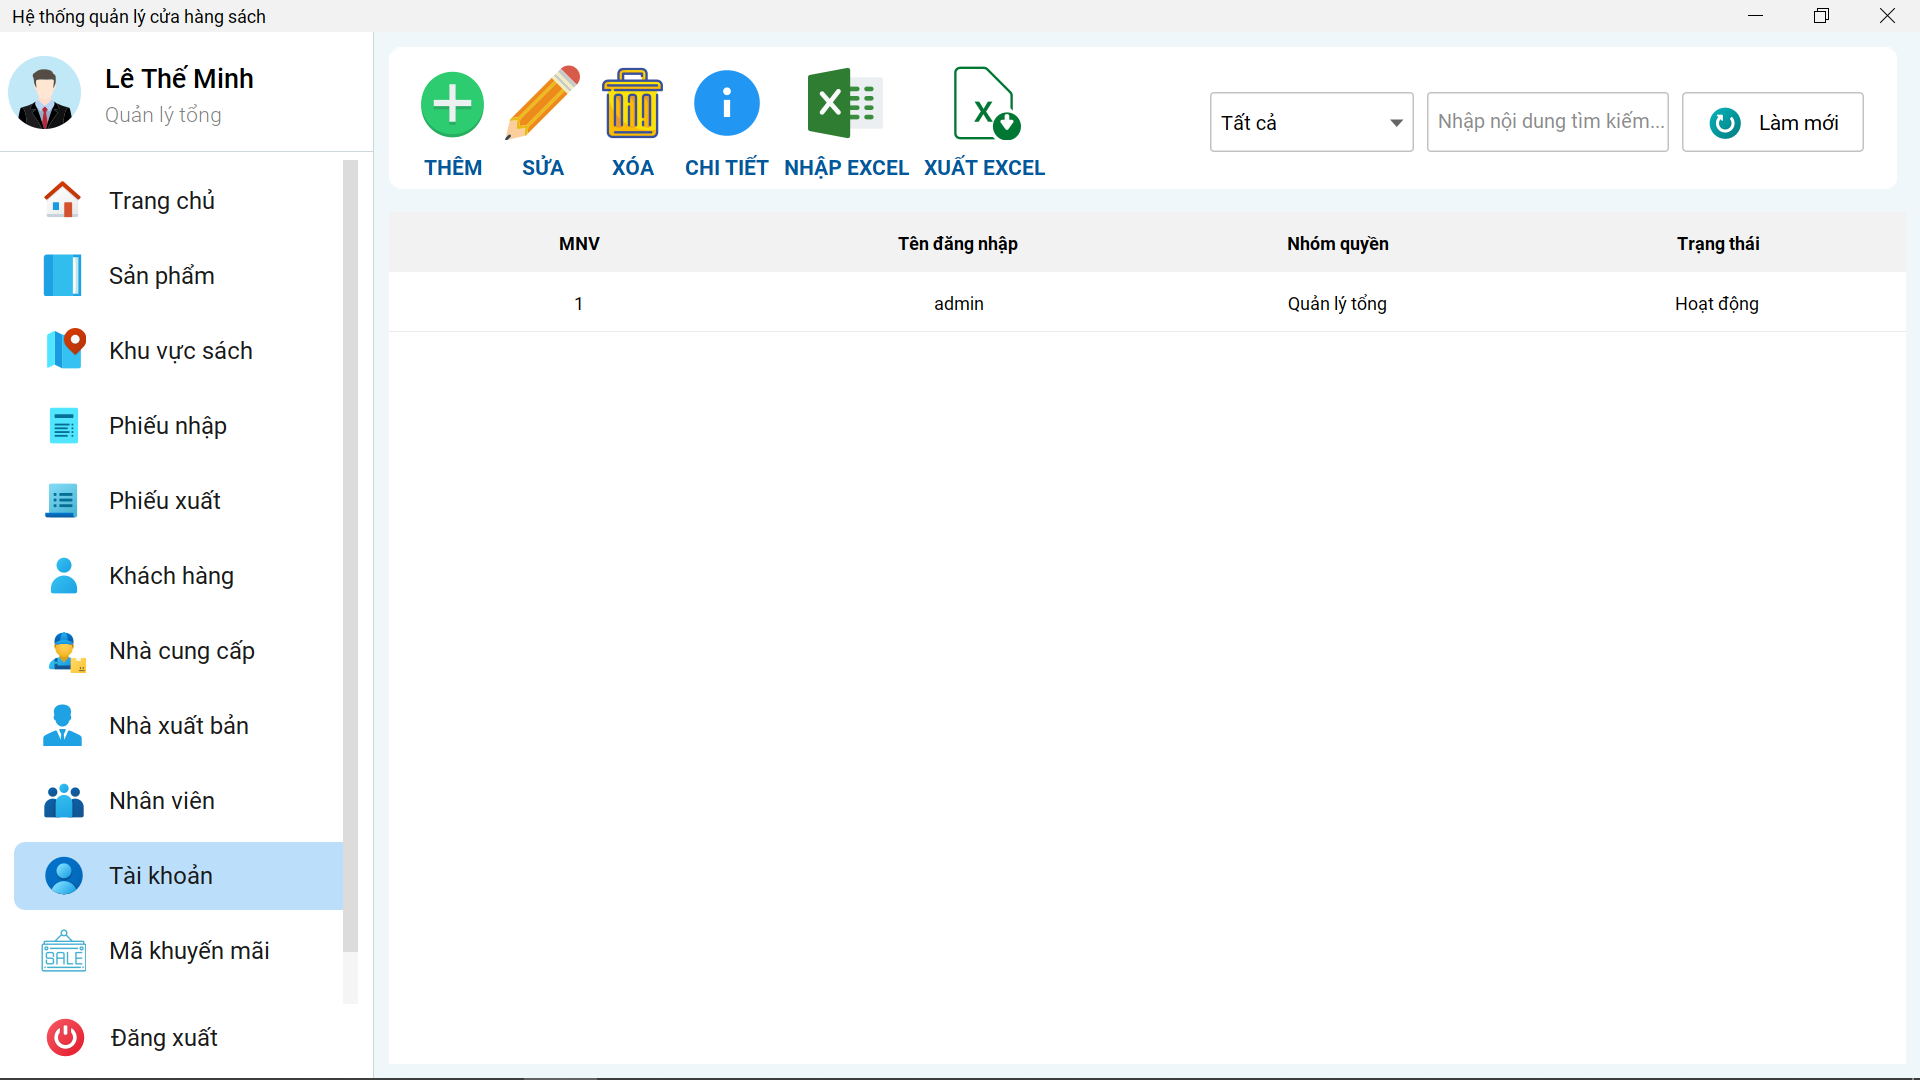 Hệ thống quản lý cửa hàng sách
Lê Thế Minh
Quản lý tổng
Trang chủ
Sản phẩm
Khu vực sách
Phiếu nhập
Phiếu xuất
Khách hàng
Nhà cung cấp
Nhà xuất bản
Nhân viên
Tài khoản
SALE
Mã khuyến mãi
Đăng xuất
THÊM
SỬA
XÓA
CHI TIẾT
NHẬP EXCEL
XUẤT EXCEL
Tất cả
Nhập nội dung tìm kiếm...
Làm mới
MNV Tên đăng nhập Nhóm quyền Trạng thái
1 admin Quản lý tổng Hoạt động